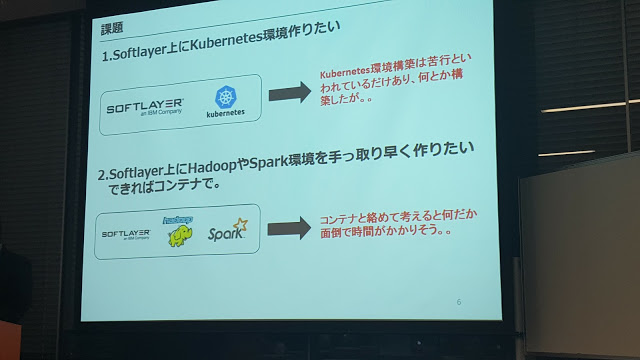 課題
1.Softlayer上にKubernetes環境作りたい
SOFTLAYER
an IBM Company
kubernetes
Kubernetes環境構築は苦行とい
われているだけあり、何とか構
築したが。。
2.Softlayer上にHadoopやSpark環境を手っ取り早く作りたい
できればコンテナで。
SOFTLAYER
an IBM Company
hadoop
Spark
コンテナと絡めて考えると何だか
面倒で時間がかかりそう。。
6